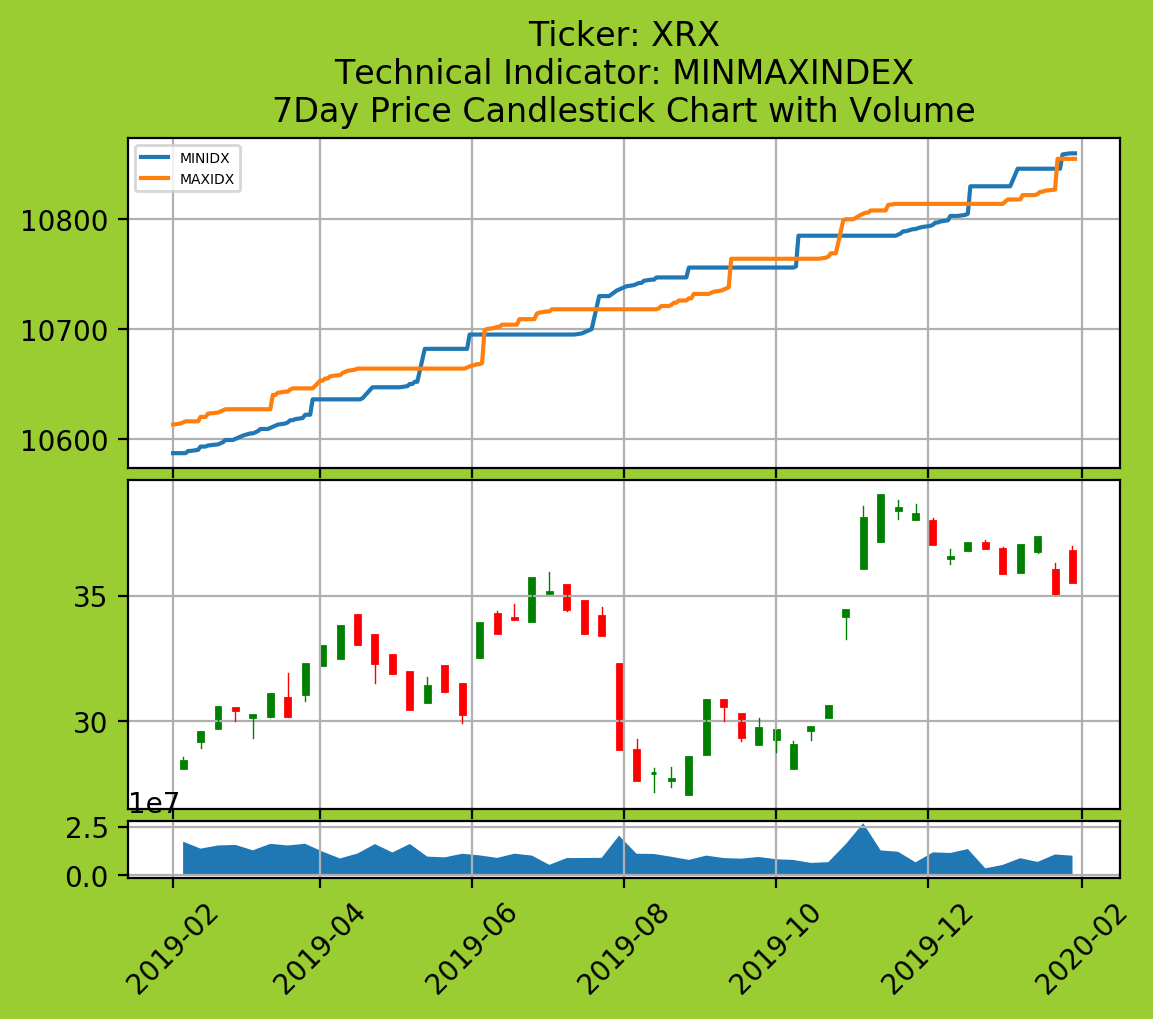 Ticker: XRX
Technical Indicator: MINMAXINDEX
7Day Price Candlestick Chart with Volume
MINIDX
MAXIDX
10800
10700
10600
35
30
1e7
2.5
0.0
2019-02
2019-04
2019-06
2019-08
2019-10
2019-12
2020-02